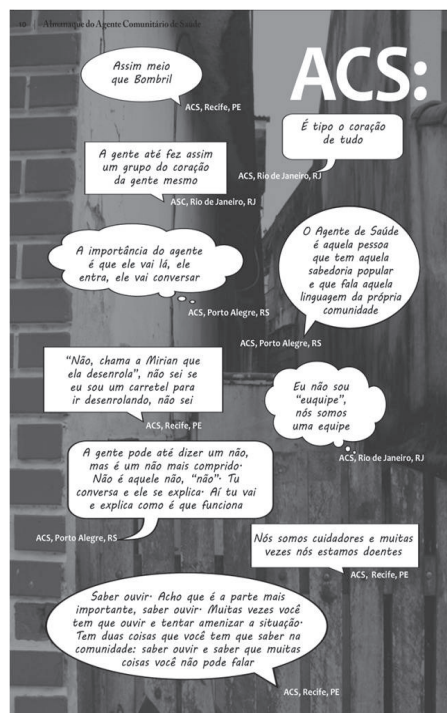 10 Almanaque do Agente Comunitário de Saúde
ACS:
Assim meio
que Bombril
ACS, Recife, PE
É tipo o coração
de tudo
ACS, Rio de Janeiro, RJ
A gente até fez assim
um grupo do coração
da gente mesmo
ASC, Rio de Janeiro, RJ
O Agente de Saúde
é aquela pessoa
que tem aquela
sabedoria popular
e que fala aquela
linguagem da própria
comunidade
ACS, Porto Alegre, RS
A importância do agente
é que ele vai lá, ele
entra, ele vai conversar
ACS, Porto Alegre, RS
"Não, chama a Mirian que
ela desenrola", não sei se
eu sou um carretel para
ir desenrolando, não sei
ACS, Recife, PE
Eu não sou
"euquipe",
nós somos
uma equipe
ACS, Rio de Janeiro, RJ
A gente pode até dizer um não,
mas é um não mais comprido.
Não é aquele não, "não". Tu
conversa e ele se explica. Aí tu vai
e explica como é que funciona
ACS, Porto Alegre, RS
Nós somos cuidadores e muitas
vezes nós estamos doentes
ACS, Recife, PE
Saber ouvir. Acho que é a parte mais
importante, saber ouvir. Muitas vezes você
tem que ouvir e tentar amenizar a situação.
Tem duas coisas que você tem que saber na
comunidade: saber ouvir e saber que muitas
coisas você não pode falar
ACS, Recife, PE